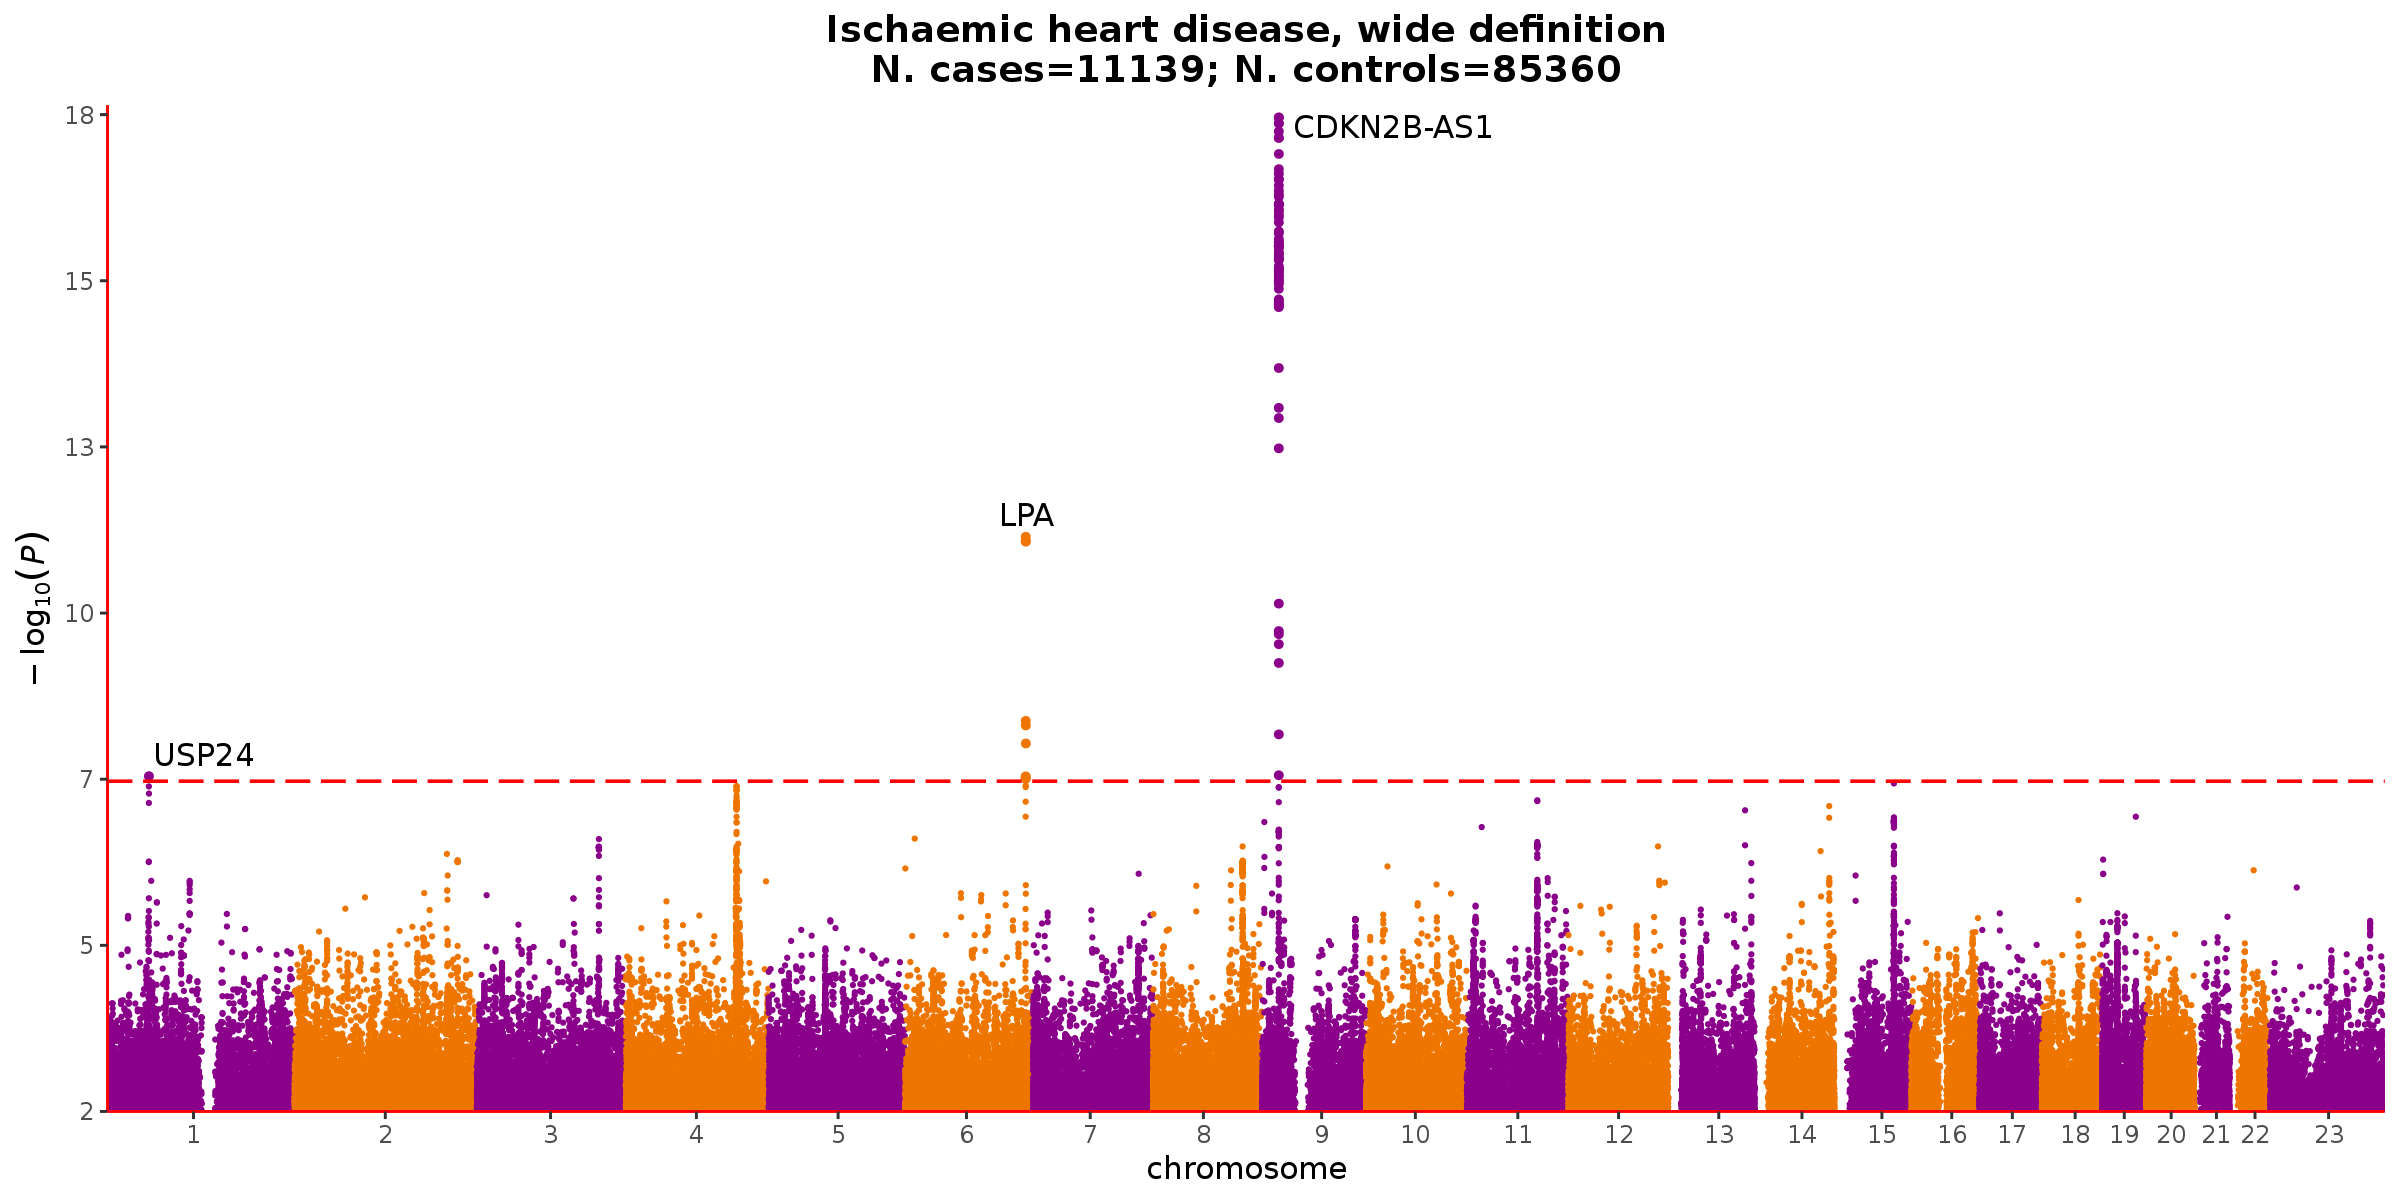 Ischaemic heart disease, wide definition
N. cases=11139; N. controls=85360
18
CDKN2B-AS1
15
13
LPA
−log10(P)
10
USP24
7
5
2
1 2 3 4 5 6 7 8 9 10 11 12 13 14 15 16 17 18 19 20 21 22 23
chromosome